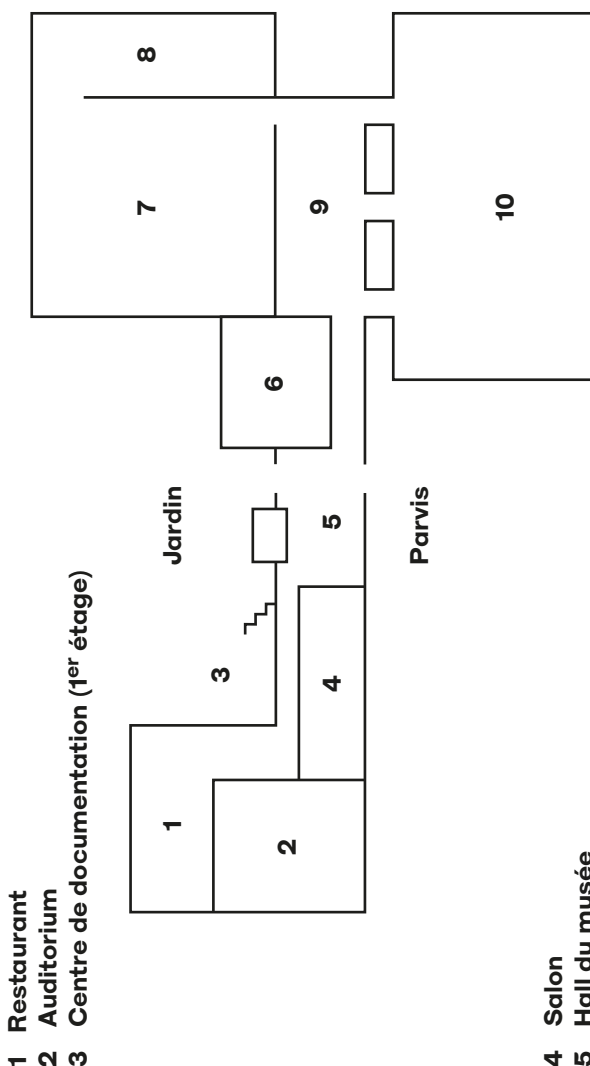 1 Restaurant
2 Auditorium
3 Centre de documentation (1er étage)
Jardin
8
7
9
10
6
5
3
4
1
2
Parvis
4 Salon
5 Hall du musée